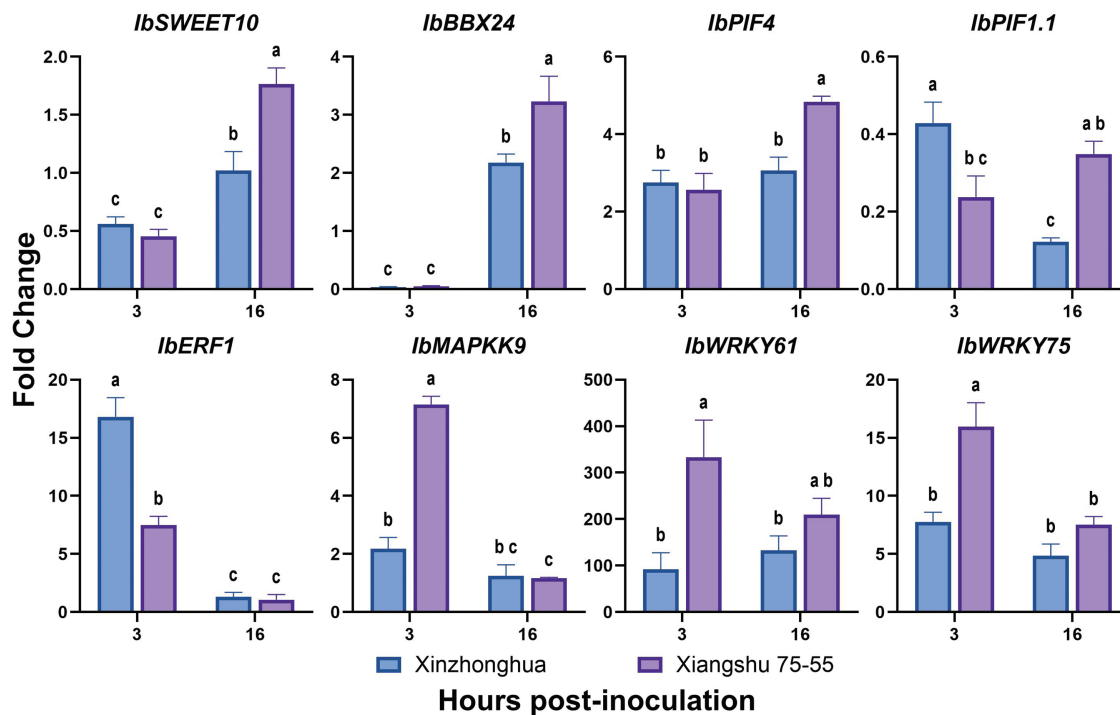 IbSWEET10
IbBBX24
IbPIF4
IbPIF1.1
2.0
1.5
1.0
0.5
0.0
c
c
b
a
3
16
4
3
2
1
0
c
c
b
a
3
16
6
4
2
0
b
b
b
a
3
16
0.6
0.4
0.2
0.0
a
b c
c
a b
3
16
Fold Change
IbERF1
IbMAPKK9
IbWRKY61
IbWRKY75
20
15
10
5
0
a
b
c
c
3
16
8
6
4
2
0
b
a
b c
c
3
16
500
400
300
200
100
0
b
a
b
a b
3
16
20
15
10
5
0
b
a
b
b
3
16
Xinzhonghua
Xiangshu 75-55
Hours post-inoculation